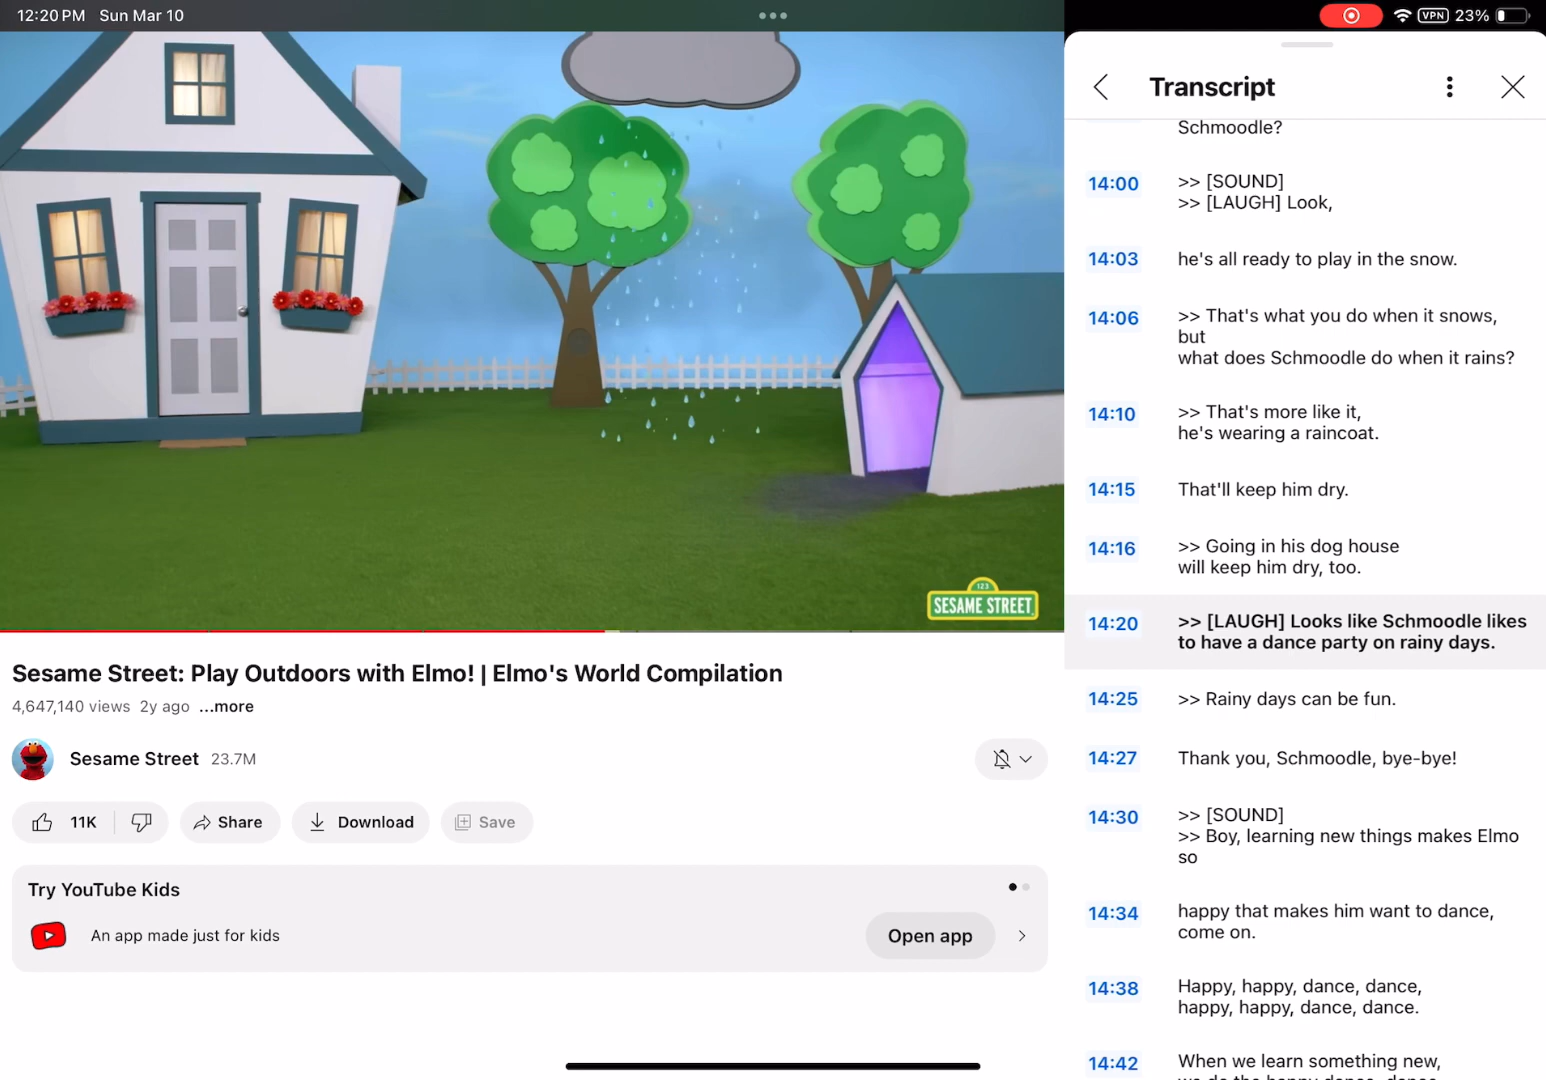 12:20 PM Sun Mar 10
VPN 23%
123
SESAME STREET
Sesame Street: Play Outdoors with Elmo! | Elmo's World Compilation
4,647,140 views 2y ago ...more
Sesame Street 23.7M
11K Share Download Save
Try YouTube Kids
An app made just for kids
Open app
Transcript
Schmoodle?
14:00 >> [SOUND]
>> [LAUGH] Look,
14:03 he's all ready to play in the snow.
14:06 >> That's what you do when it snows,
but
what does Schmoodle do when it rains?
14:10 >> That's more like it,
he's wearing a raincoat.
14:15 That'll keep him dry.
14:16 >> Going in his dog house
will keep him dry, too.
14:20 >> [LAUGH] Looks like Schmoodle likes
to have a dance party on rainy days.
14:25 >> Rainy days can be fun.
14:27 Thank you, Schmoodle, bye-bye!
14:30 >> [SOUND]
>> Boy, learning new things makes Elmo
so
14:34 happy that makes him want to dance,
come on.
14:38 Happy, happy, dance, dance,
happy, happy, dance, dance.
14:42 When we learn something new,